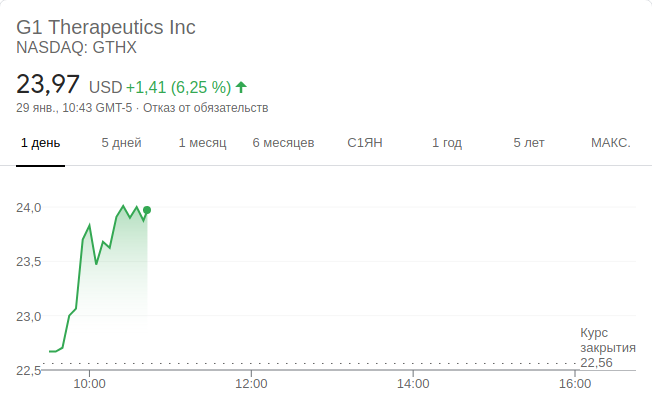 G1 Therapeutics Inc
NASDAQ: GTHX
23,97 USD +1,41 (6,25 %)
29 янв., 10:43 GMT-5 · Отказ от обязательств
1 день 5 дней 1 месяц 6 месяцев С1ЯН 1 год 5 лет МАКС.
24,0
23,5
23,0
22,5
Курс
закрытия
22,56
10:00 12:00 14:00 16:00